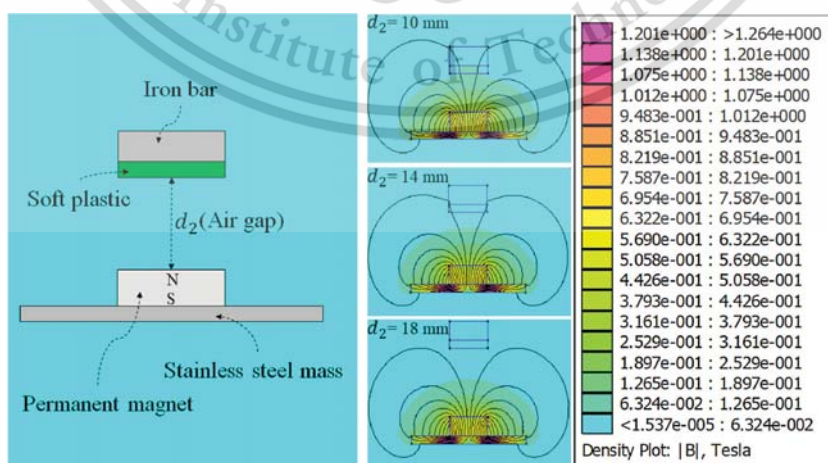 Institute of Techn
Iron bar
Soft plastic
d₂(Air gap)
N
S
Stainless steel mass
Permanent magnet
d₂= 10 mm
d₂= 14 mm
d₂= 18 mm
1.201e+000 : >1.264e+000
1.138e+000 : 1.201e+000
1.075e+000 : 1.138e+000
1.012e+000 : 1.075e+000
9.483e-001 : 1.012e+000
8.851e-001 : 9.483e-001
8.219e-001 : 8.851e-001
7.587e-001 : 8.219e-001
6.954e-001 : 7.587e-001
6.322e-001 : 6.954e-001
5.690e-001 : 6.322e-001
5.058e-001 : 5.690e-001
4.426e-001 : 5.058e-001
3.793e-001 : 4.426e-001
3.161e-001 : 3.793e-001
2.529e-001 : 3.161e-001
1.897e-001 : 2.529e-001
1.265e-001 : 1.897e-001
6.324e-002 : 1.265e-001
<1.537e-005 : 6.324e-002
Density Plot: |B|, Tesla